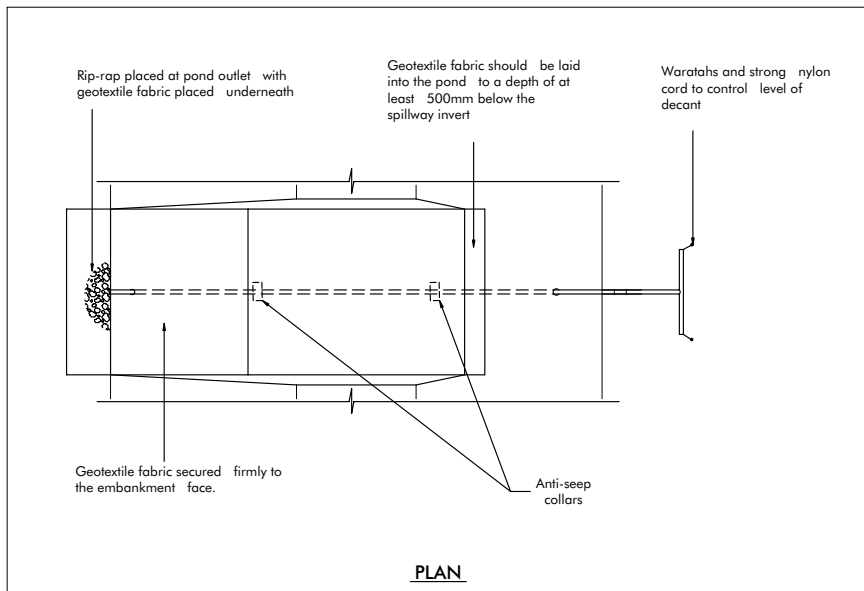 Rip-rap placed at pond outlet with
geotextile fabric placed underneath
Geotextile fabric should be laid
into the pond to a depth of at
least 500mm below the
spillway invert
Waratahs and strong nylon
cord to control level of
decant
Geotextile fabric secured firmly to
the embankment face.
Anti-seep
collars
PLAN